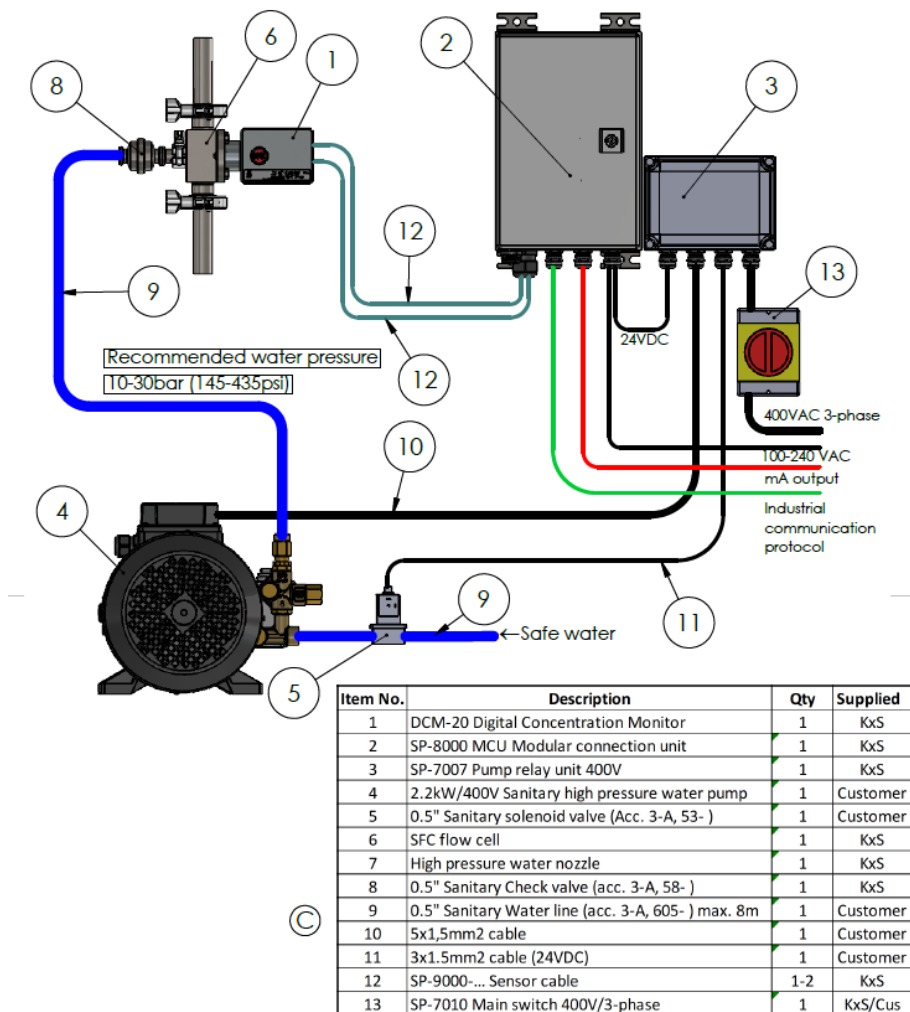 6
1
2
8
3
12
9
13
24VDC
Recommended water pressure
10-30bar (145-435psi)
12
400VAC 3-phase
10
100-240 VAC
mA output
4
Industrial
communication
protocol
9
11
←Safe water
5
Item No. Description Qty Supplied
1 DCM-20 Digital Concentration Monitor 1 KxS
2 SP-8000 MCU Modular connection unit 1 KxS
3 SP-7007 Pump relay unit 400V 1 KxS
4 2.2kW/400V Sanitary high pressure water pump 1 Customer
5 0.5" Sanitary solenoid valve (Acc. 3-A, 53- ) 1 Customer
6 SFC flow cell 1 KxS
7 High pressure water nozzle 1 KxS
8 0.5" Sanitary Check valve (acc. 3-A, 58- ) 1 KxS
C
9 0.5" Sanitary Water line (acc. 3-A, 605- ) max. 8m 1 Customer
10 5x1,5mm2 cable 1 Customer
11 3x1.5mm2 cable (24VDC) 1 Customer
12 SP-9000-... Sensor cable 1-2 KxS
13 SP-7010 Main switch 400V/3-phase 1 KxS/Cus